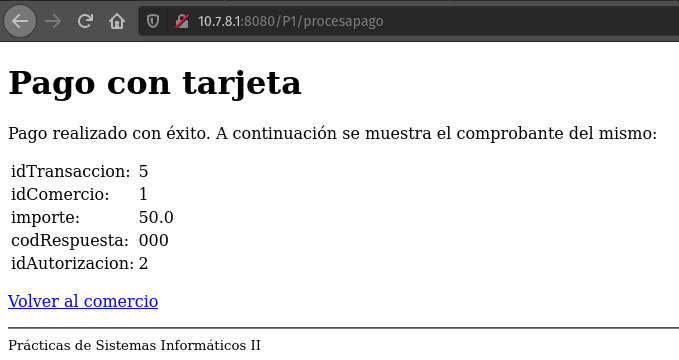 10.7.8.1:8080/P1/procesapago
Pago con tarjeta
Pago realizado con éxito. A continuación se muestra el comprobante del mismo:
idTransaccion: 5
idComercio: 1
importe: 50.0
codRespuesta: 000
idAutorizacion: 2
Volver al comercio
Prácticas de Sistemas Informáticos II